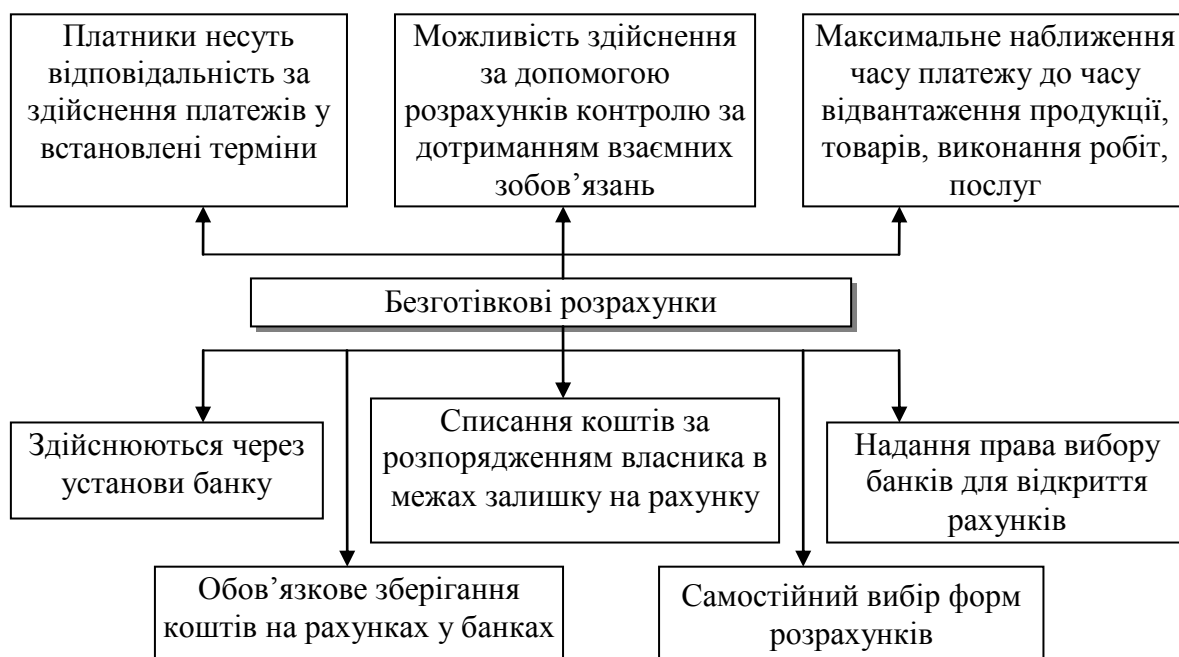 Платники несуть
відповідальність за
здійснення платежів у
встановлені терміни
Можливість здійснення
за допомогою
розрахунків контролю за
дотриманням взаємних
зобов’язань
Максимальне наближення
часу платежу до часу
відвантаження продукції,
товарів, виконання робіт,
послуг
Безготівкові розрахунки
Здійснюються через
установи банку
Списання коштів за
розпорядженням власника в
межах залишку на рахунку
Надання права вибору
банків для відкриття
рахунків
Обов’язкове зберігання
коштів на рахунках у банках
Самостійний вибір форм
розрахунків